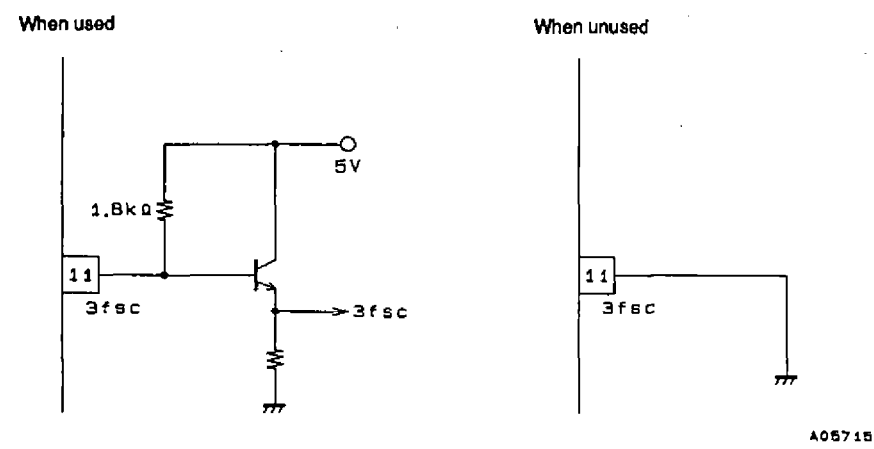 When used
When unused
5V
1.8kΩ
11
3fsc
3fsc
11
3fsc
A05715